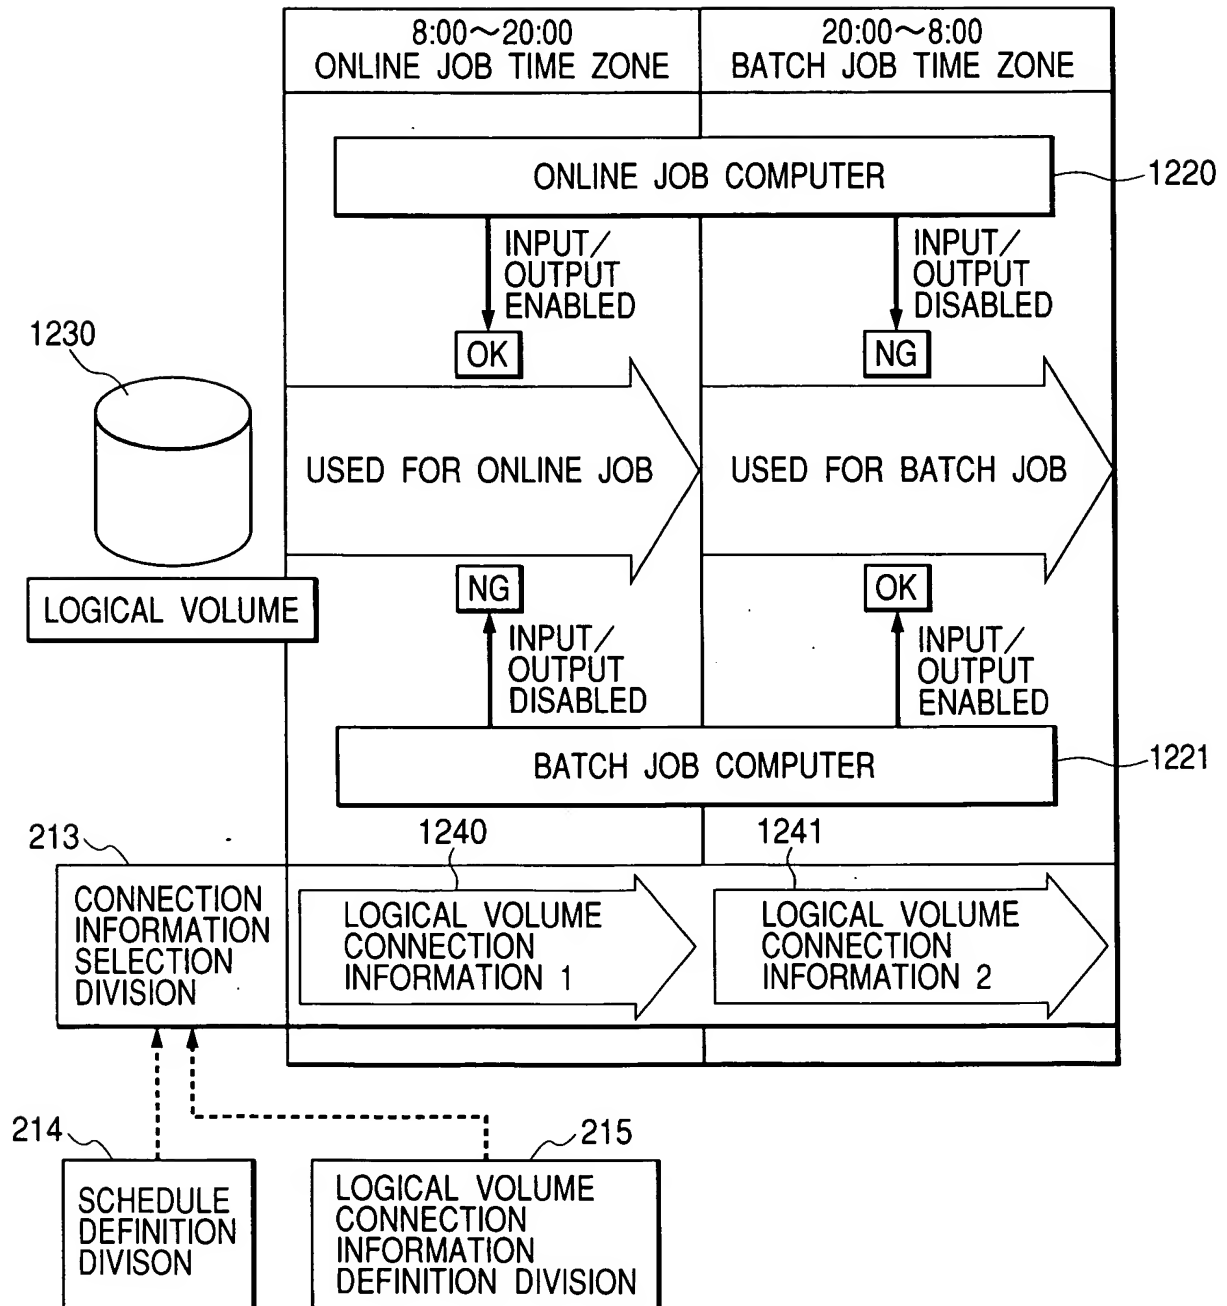 8:00～20:00
ONLINE JOB TIME ZONE
20:00～8:00
BATCH JOB TIME ZONE
ONLINE JOB COMPUTER
1220
INPUT/
OUTPUT
ENABLED
INPUT/
OUTPUT
DISABLED
OK
NG
1230
USED FOR ONLINE JOB
USED FOR BATCH JOB
LOGICAL VOLUME
NG
OK
INPUT/
OUTPUT
DISABLED
INPUT/
OUTPUT
ENABLED
BATCH JOB COMPUTER
1221
213
1240
1241
CONNECTION
INFORMATION
SELECTION
DIVISION
LOGICAL VOLUME
CONNECTION
INFORMATION 1
LOGICAL VOLUME
CONNECTION
INFORMATION 2
214
215
SCHEDULE
DEFINITION
DIVISON
LOGICAL VOLUME
CONNECTION
INFORMATION
DEFINITION DIVISION